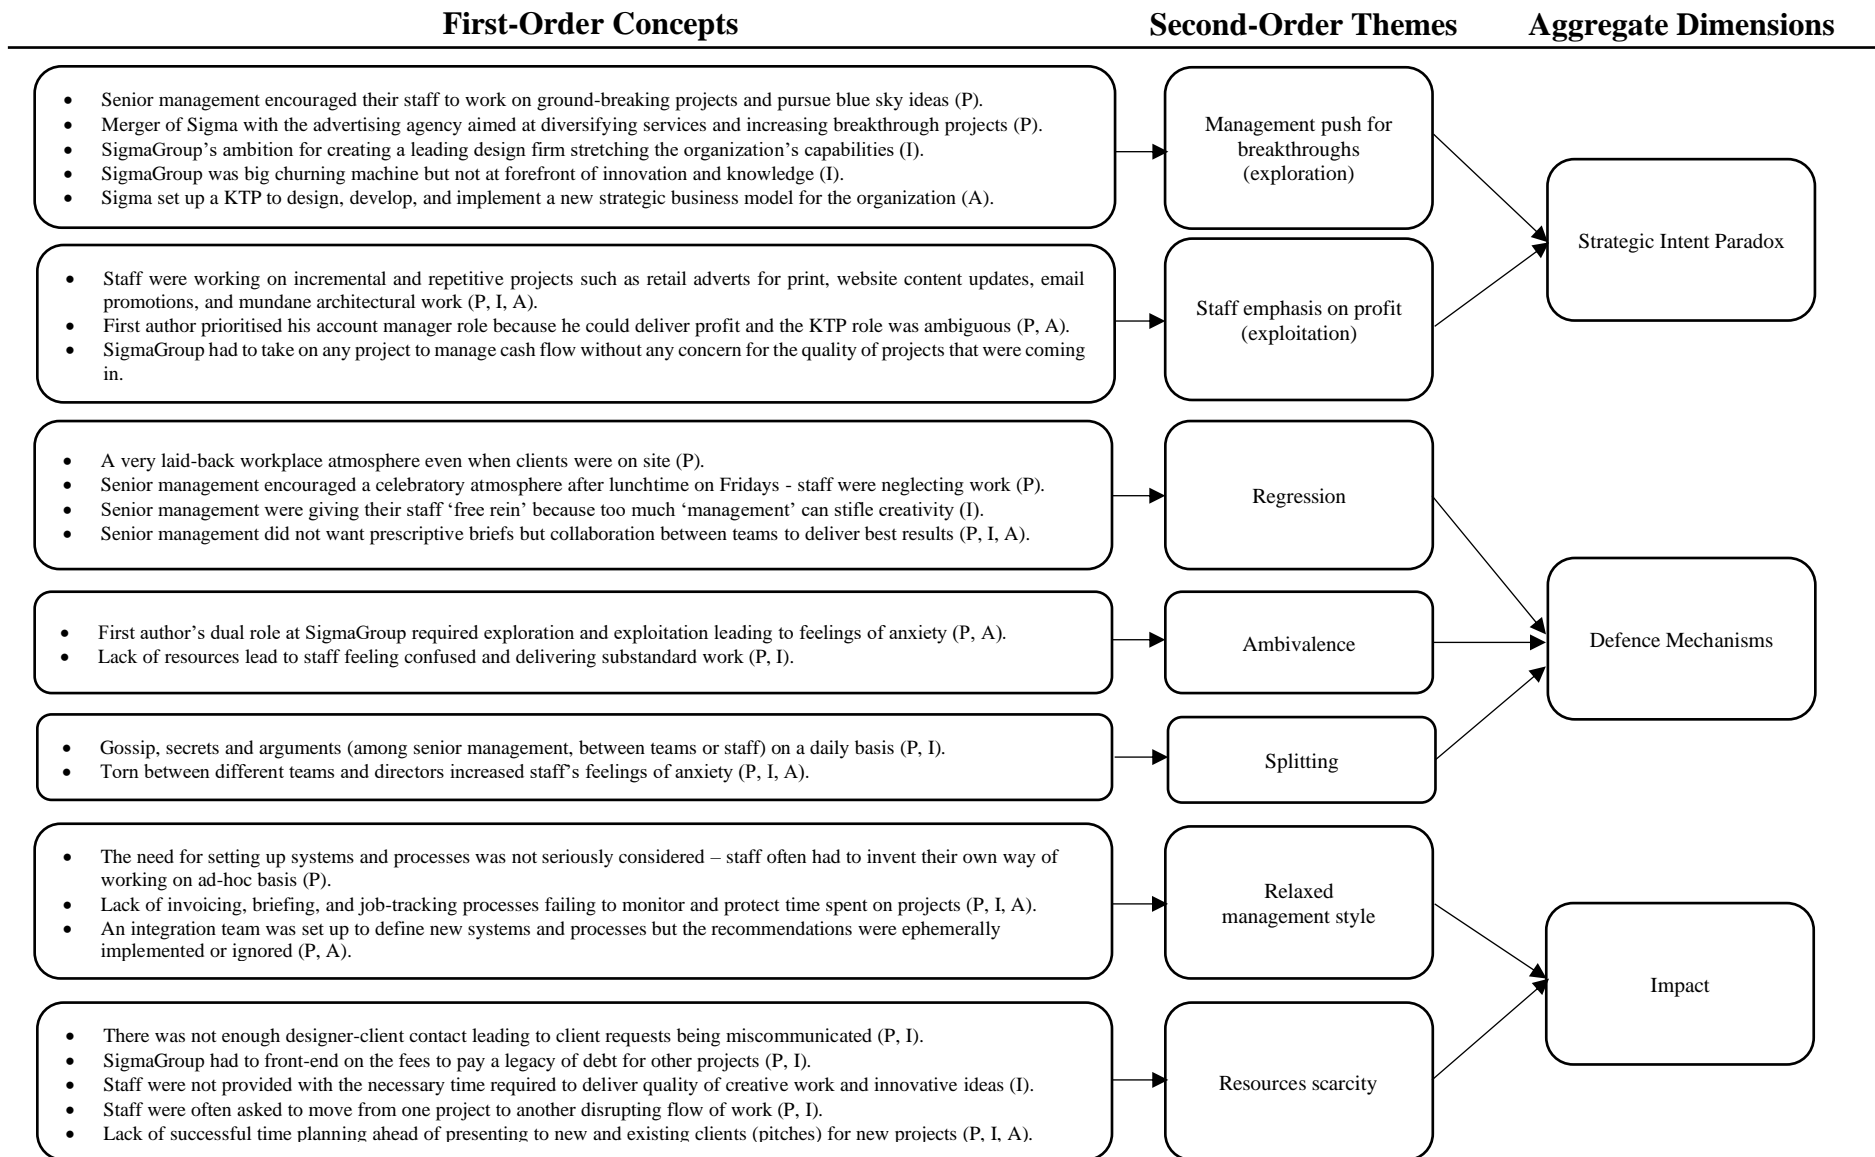 First-Order Concepts
Second-Order Themes
Aggregate Dimensions
• Senior management encouraged their staff to work on ground-breaking projects and pursue blue sky ideas (P).
• Merger of Sigma with the advertising agency aimed at diversifying services and increasing breakthrough projects (P).
• SigmaGroup’s ambition for creating a leading design firm stretching the organization’s capabilities (I).
• SigmaGroup was big churning machine but not at forefront of innovation and knowledge (I).
• Sigma set up a KTP to design, develop, and implement a new strategic business model for the organization (A).
Management push for
breakthroughs
(exploration)
Strategic Intent Paradox
• Staff were working on incremental and repetitive projects such as retail adverts for print, website content updates, email
promotions, and mundane architectural work (P, I, A).
• First author prioritised his account manager role because he could deliver profit and the KTP role was ambiguous (P, A).
• SigmaGroup had to take on any project to manage cash flow without any concern for the quality of projects that were coming
in.
Staff emphasis on profit
(exploitation)
• A very laid-back workplace atmosphere even when clients were on site (P).
• Senior management encouraged a celebratory atmosphere after lunchtime on Fridays - staff were neglecting work (P).
• Senior management were giving their staff ‘free rein’ because too much ‘management’ can stifle creativity (I).
• Senior management did not want prescriptive briefs but collaboration between teams to deliver best results (P, I, A).
Regression
• First author’s dual role at SigmaGroup required exploration and exploitation leading to feelings of anxiety (P, A).
• Lack of resources lead to staff feeling confused and delivering substandard work (P, I).
Ambivalence
Defence Mechanisms
• Gossip, secrets and arguments (among senior management, between teams or staff) on a daily basis (P, I).
• Torn between different teams and directors increased staff’s feelings of anxiety (P, I, A).
Splitting
• The need for setting up systems and processes was not seriously considered – staff often had to invent their own way of
working on ad-hoc basis (P).
• Lack of invoicing, briefing, and job-tracking processes failing to monitor and protect time spent on projects (P, I, A).
• An integration team was set up to define new systems and processes but the recommendations were ephemerally
implemented or ignored (P, A).
Relaxed
management style
Impact
• There was not enough designer-client contact leading to client requests being miscommunicated (P, I).
• SigmaGroup had to front-end on the fees to pay a legacy of debt for other projects (P, I).
• Staff were not provided with the necessary time required to deliver quality of creative work and innovative ideas (I).
• Staff were often asked to move from one project to another disrupting flow of work (P, I).
• Lack of successful time planning ahead of presenting to new and existing clients (pitches) for new projects (P, I, A).
Resources scarcity